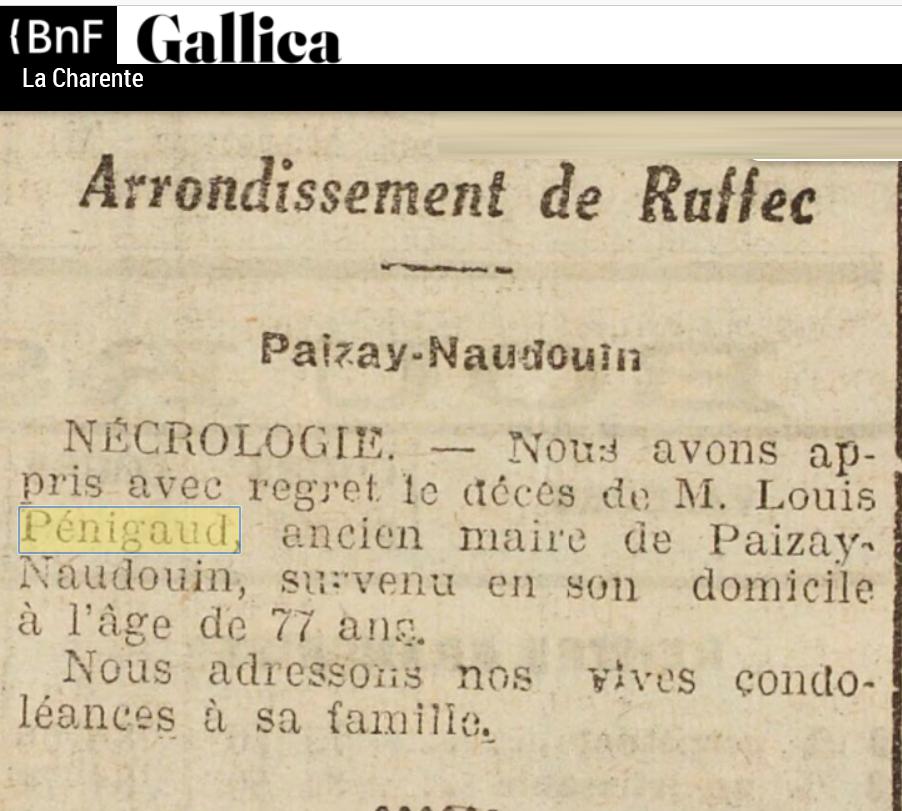 {BnF Gallica
La Charente
Arrondissement de Ruffec
Paizay-Naudouin
NÉCROLOGIE. — Nous avons ap-
pris avec regret le décès de M. Louis
Pénigaud, ancien maire de Paizay-
Naudouin, survenu en son domicile
à l'âge de 77 ans.
Nous adressons nos vives condo-
léances à sa famille.